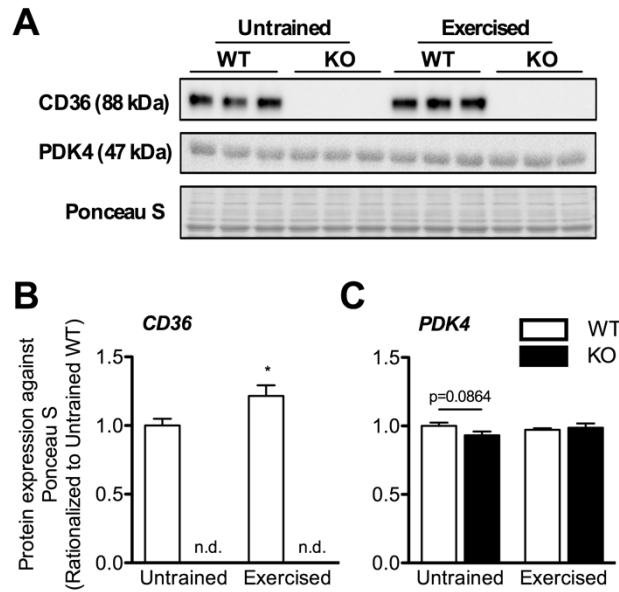 A
Untrained Exercised
WT KO WT KO
CD36 (88 kDa)
PDK4 (47 kDa)
Ponceau S
B
CD36
Protein expression against
Ponceau S
(Rationalized to Untrained WT)
1.5
1.0
0.5
0.0
*
n.d. n.d.
Untrained Exercised
C
PDK4
WT
KO
1.5
1.0
0.5
0.0
p=0.0864
Untrained Exercised